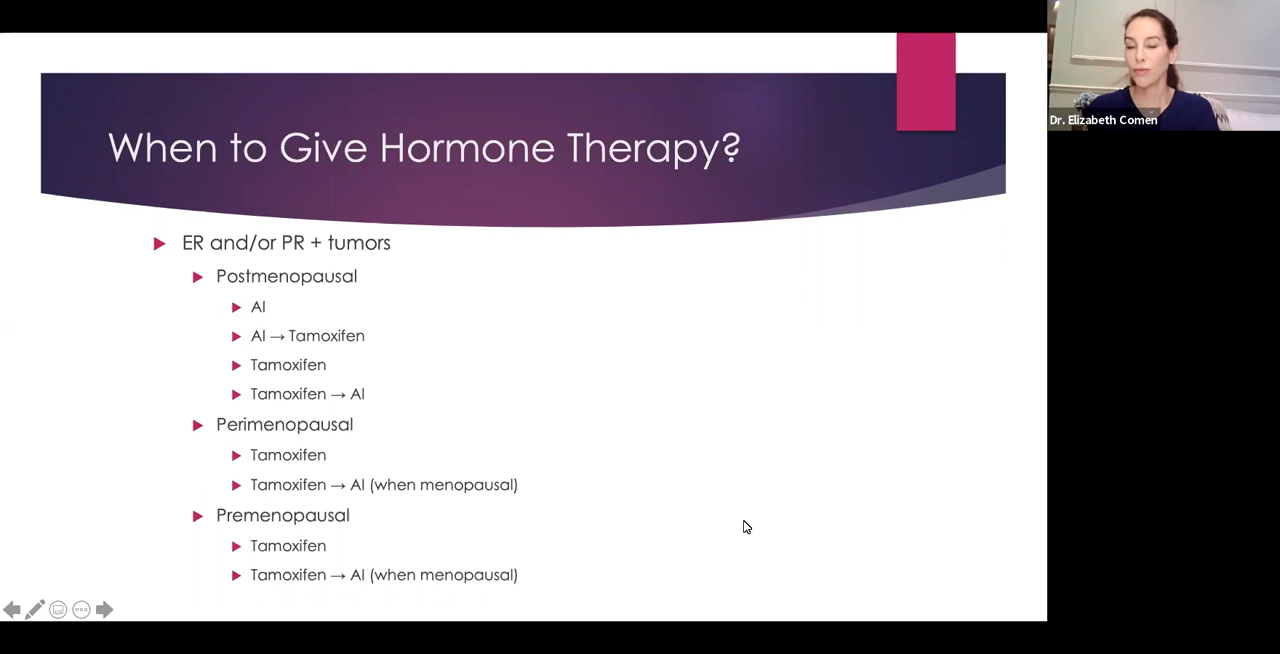 When to Give Hormone Therapy?
Dr. Elizabeth Comen
ER and/or PR + tumors
Postmenopausal
AI
AI → Tamoxifen
Tamoxifen
Tamoxifen → AI
Perimenopausal
Tamoxifen
Tamoxifen → AI (when menopausal)
Premenopausal
Tamoxifen
Tamoxifen → AI (when menopausal)